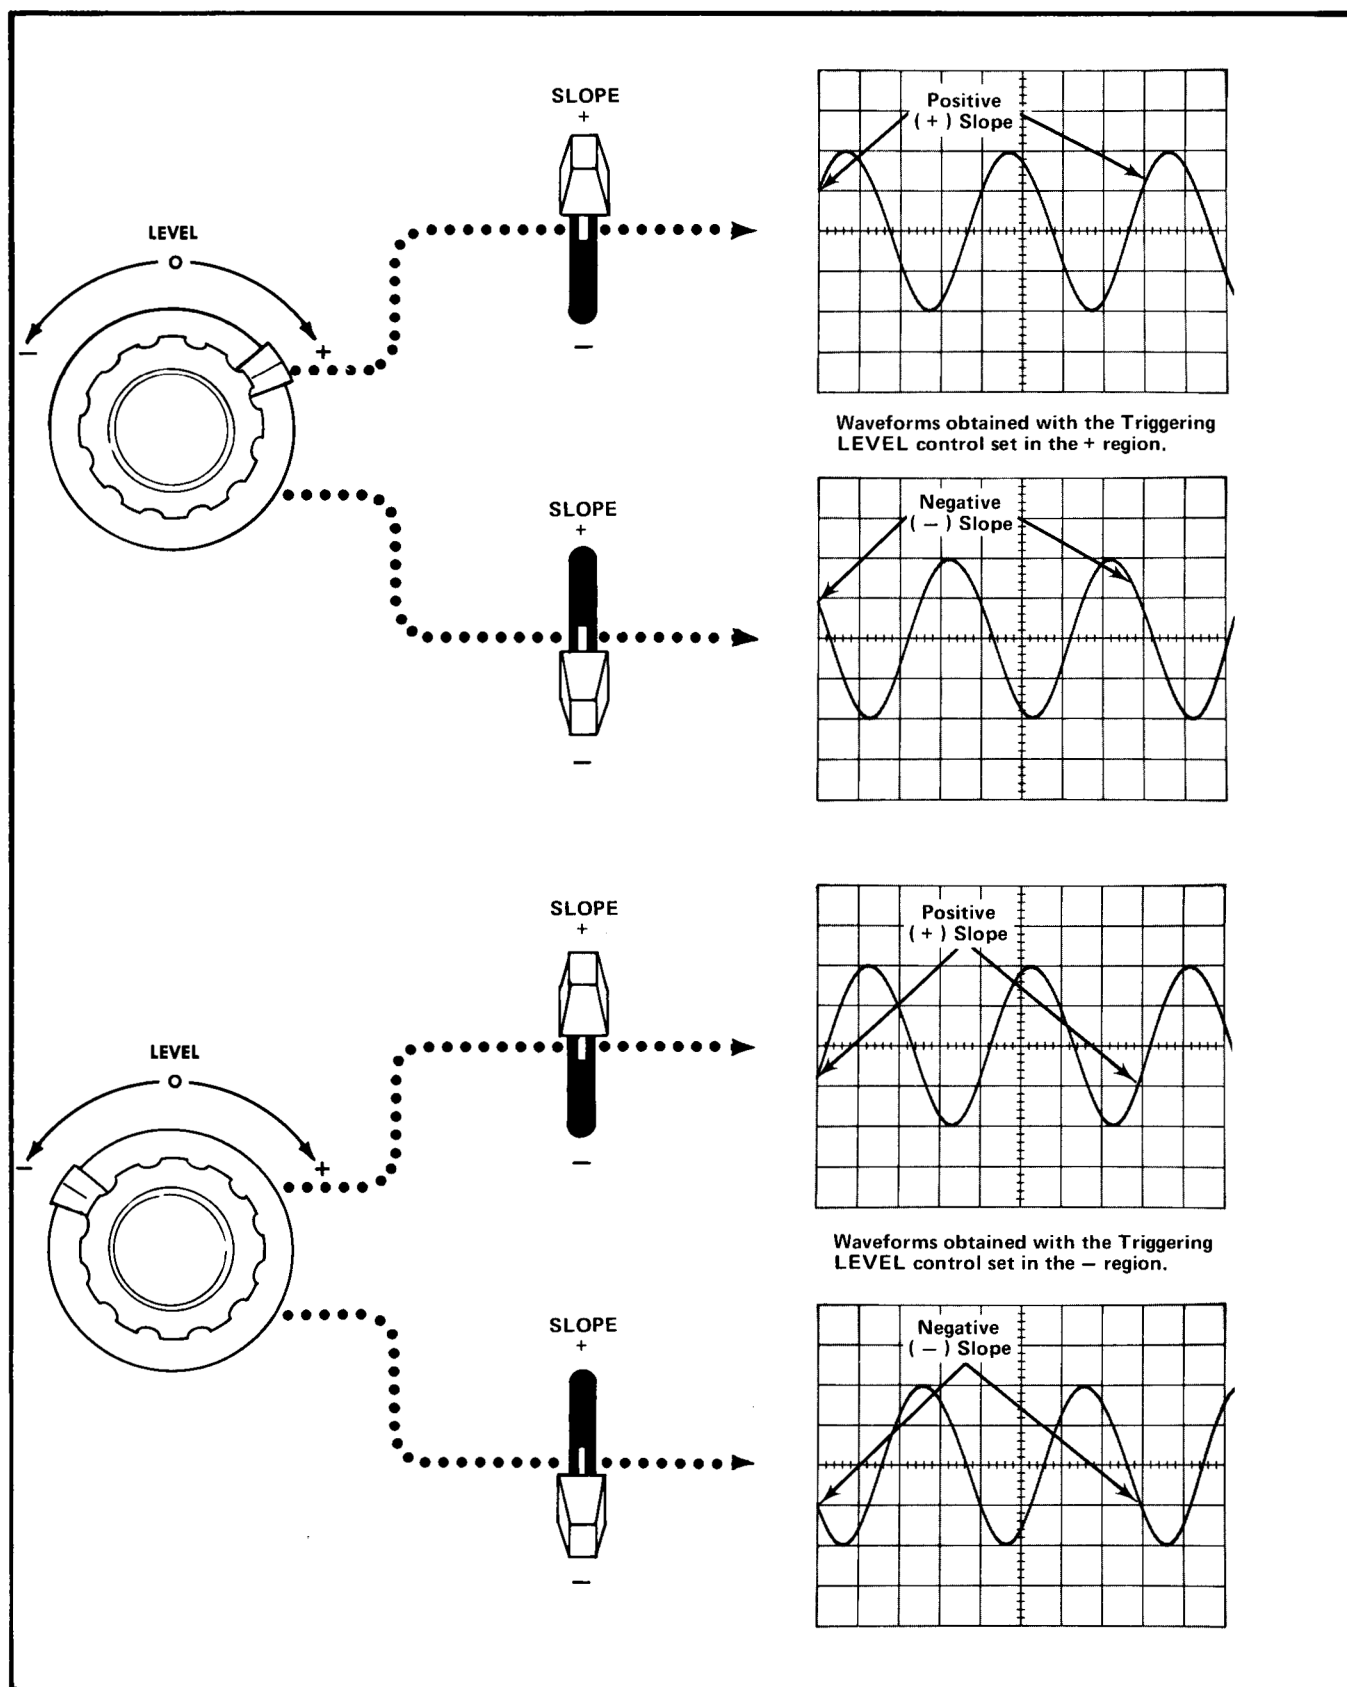 SLOPE
+
Positive
( + ) Slope
LEVEL
O
−
+
−
Waveforms obtained with the Triggering
LEVEL control set in the + region.
SLOPE
+
Negative
( − ) Slope
−
SLOPE
+
Positive
( + ) Slope
LEVEL
O
−
+
−
Waveforms obtained with the Triggering
LEVEL control set in the − region.
SLOPE
+
Negative
( − ) Slope
−